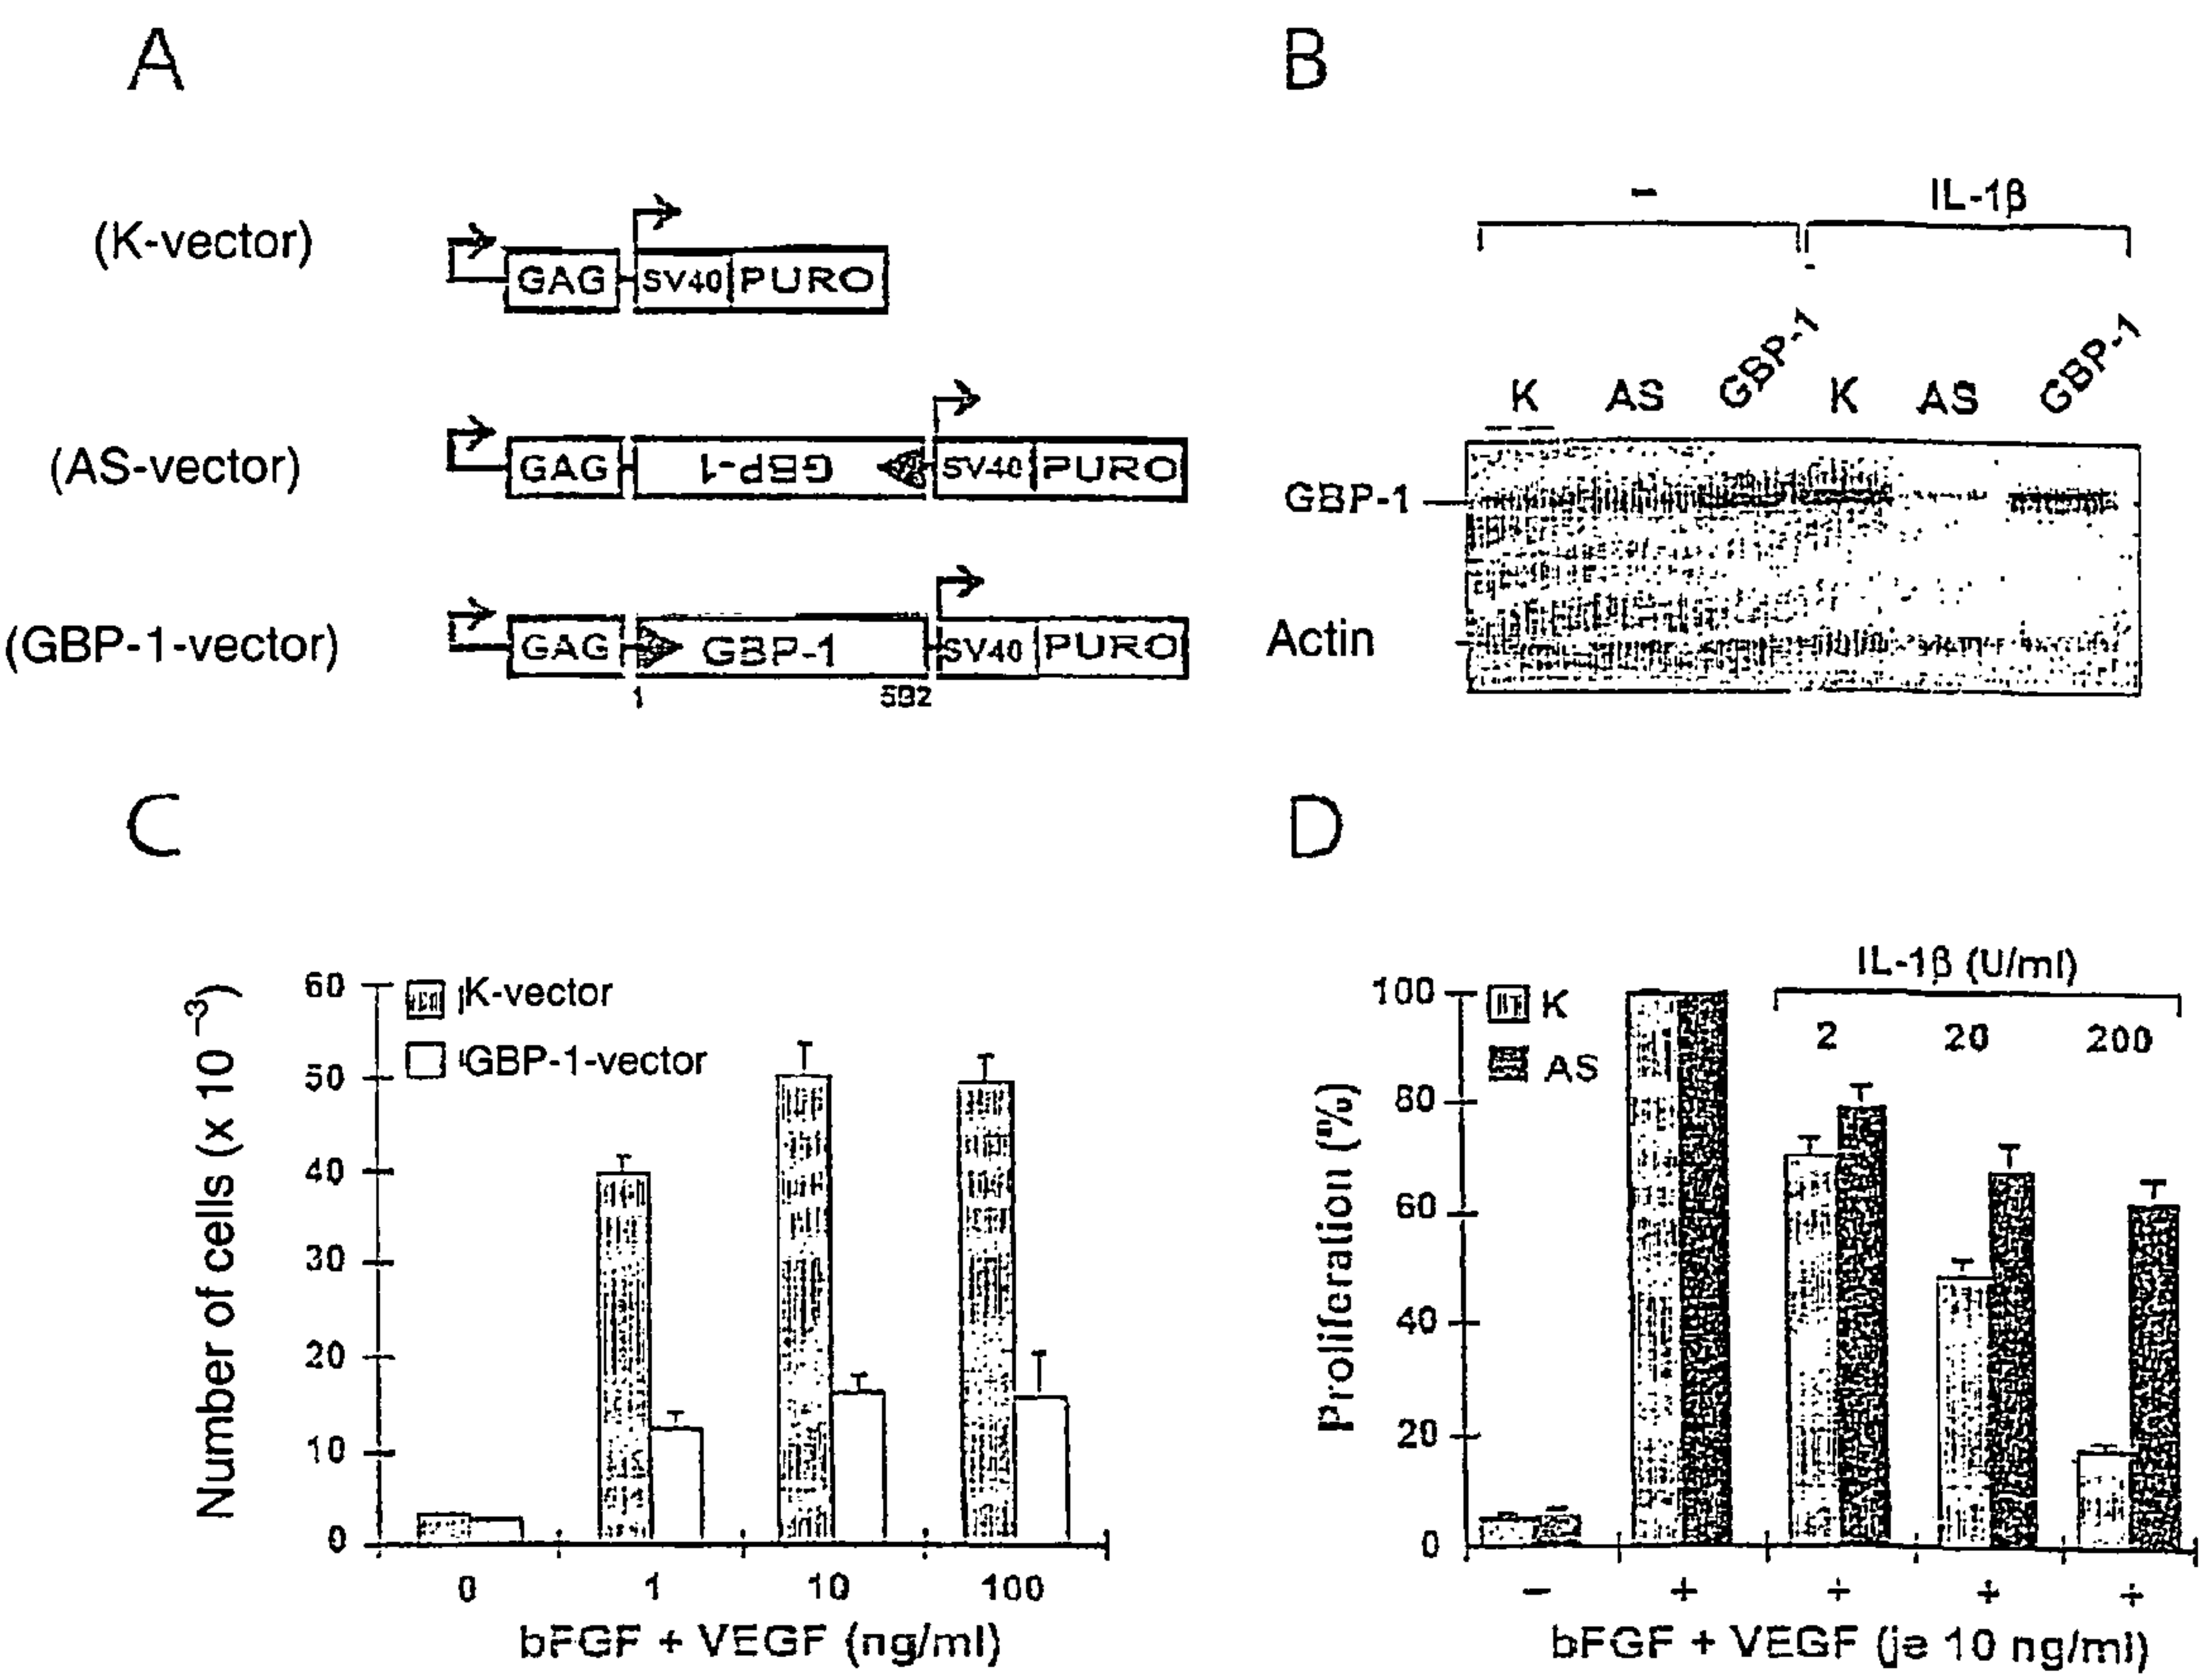 A
(K-vector)
GAG SV40 PURO
(AS-vector)
GAG GBP-1 SV40 PURO
(GBP-1-vector)
GAG GBP-1 SV40 PURO
1 592
B
– IL-1β
K AS GBP-1 K AS GBP-1
GBP-1
Actin
C
Number of cells (x 10⁻³)
60
50
40
30
20
10
0
K-vector
GBP-1-vector
0 1 10 100
bFGF + VEGF (ng/ml)
D
IL-1β (U/ml)
2 20 200
K
AS
Proliferation (%)
100
80
60
40
20
0
– + + + +
bFGF + VEGF (je 10 ng/ml)